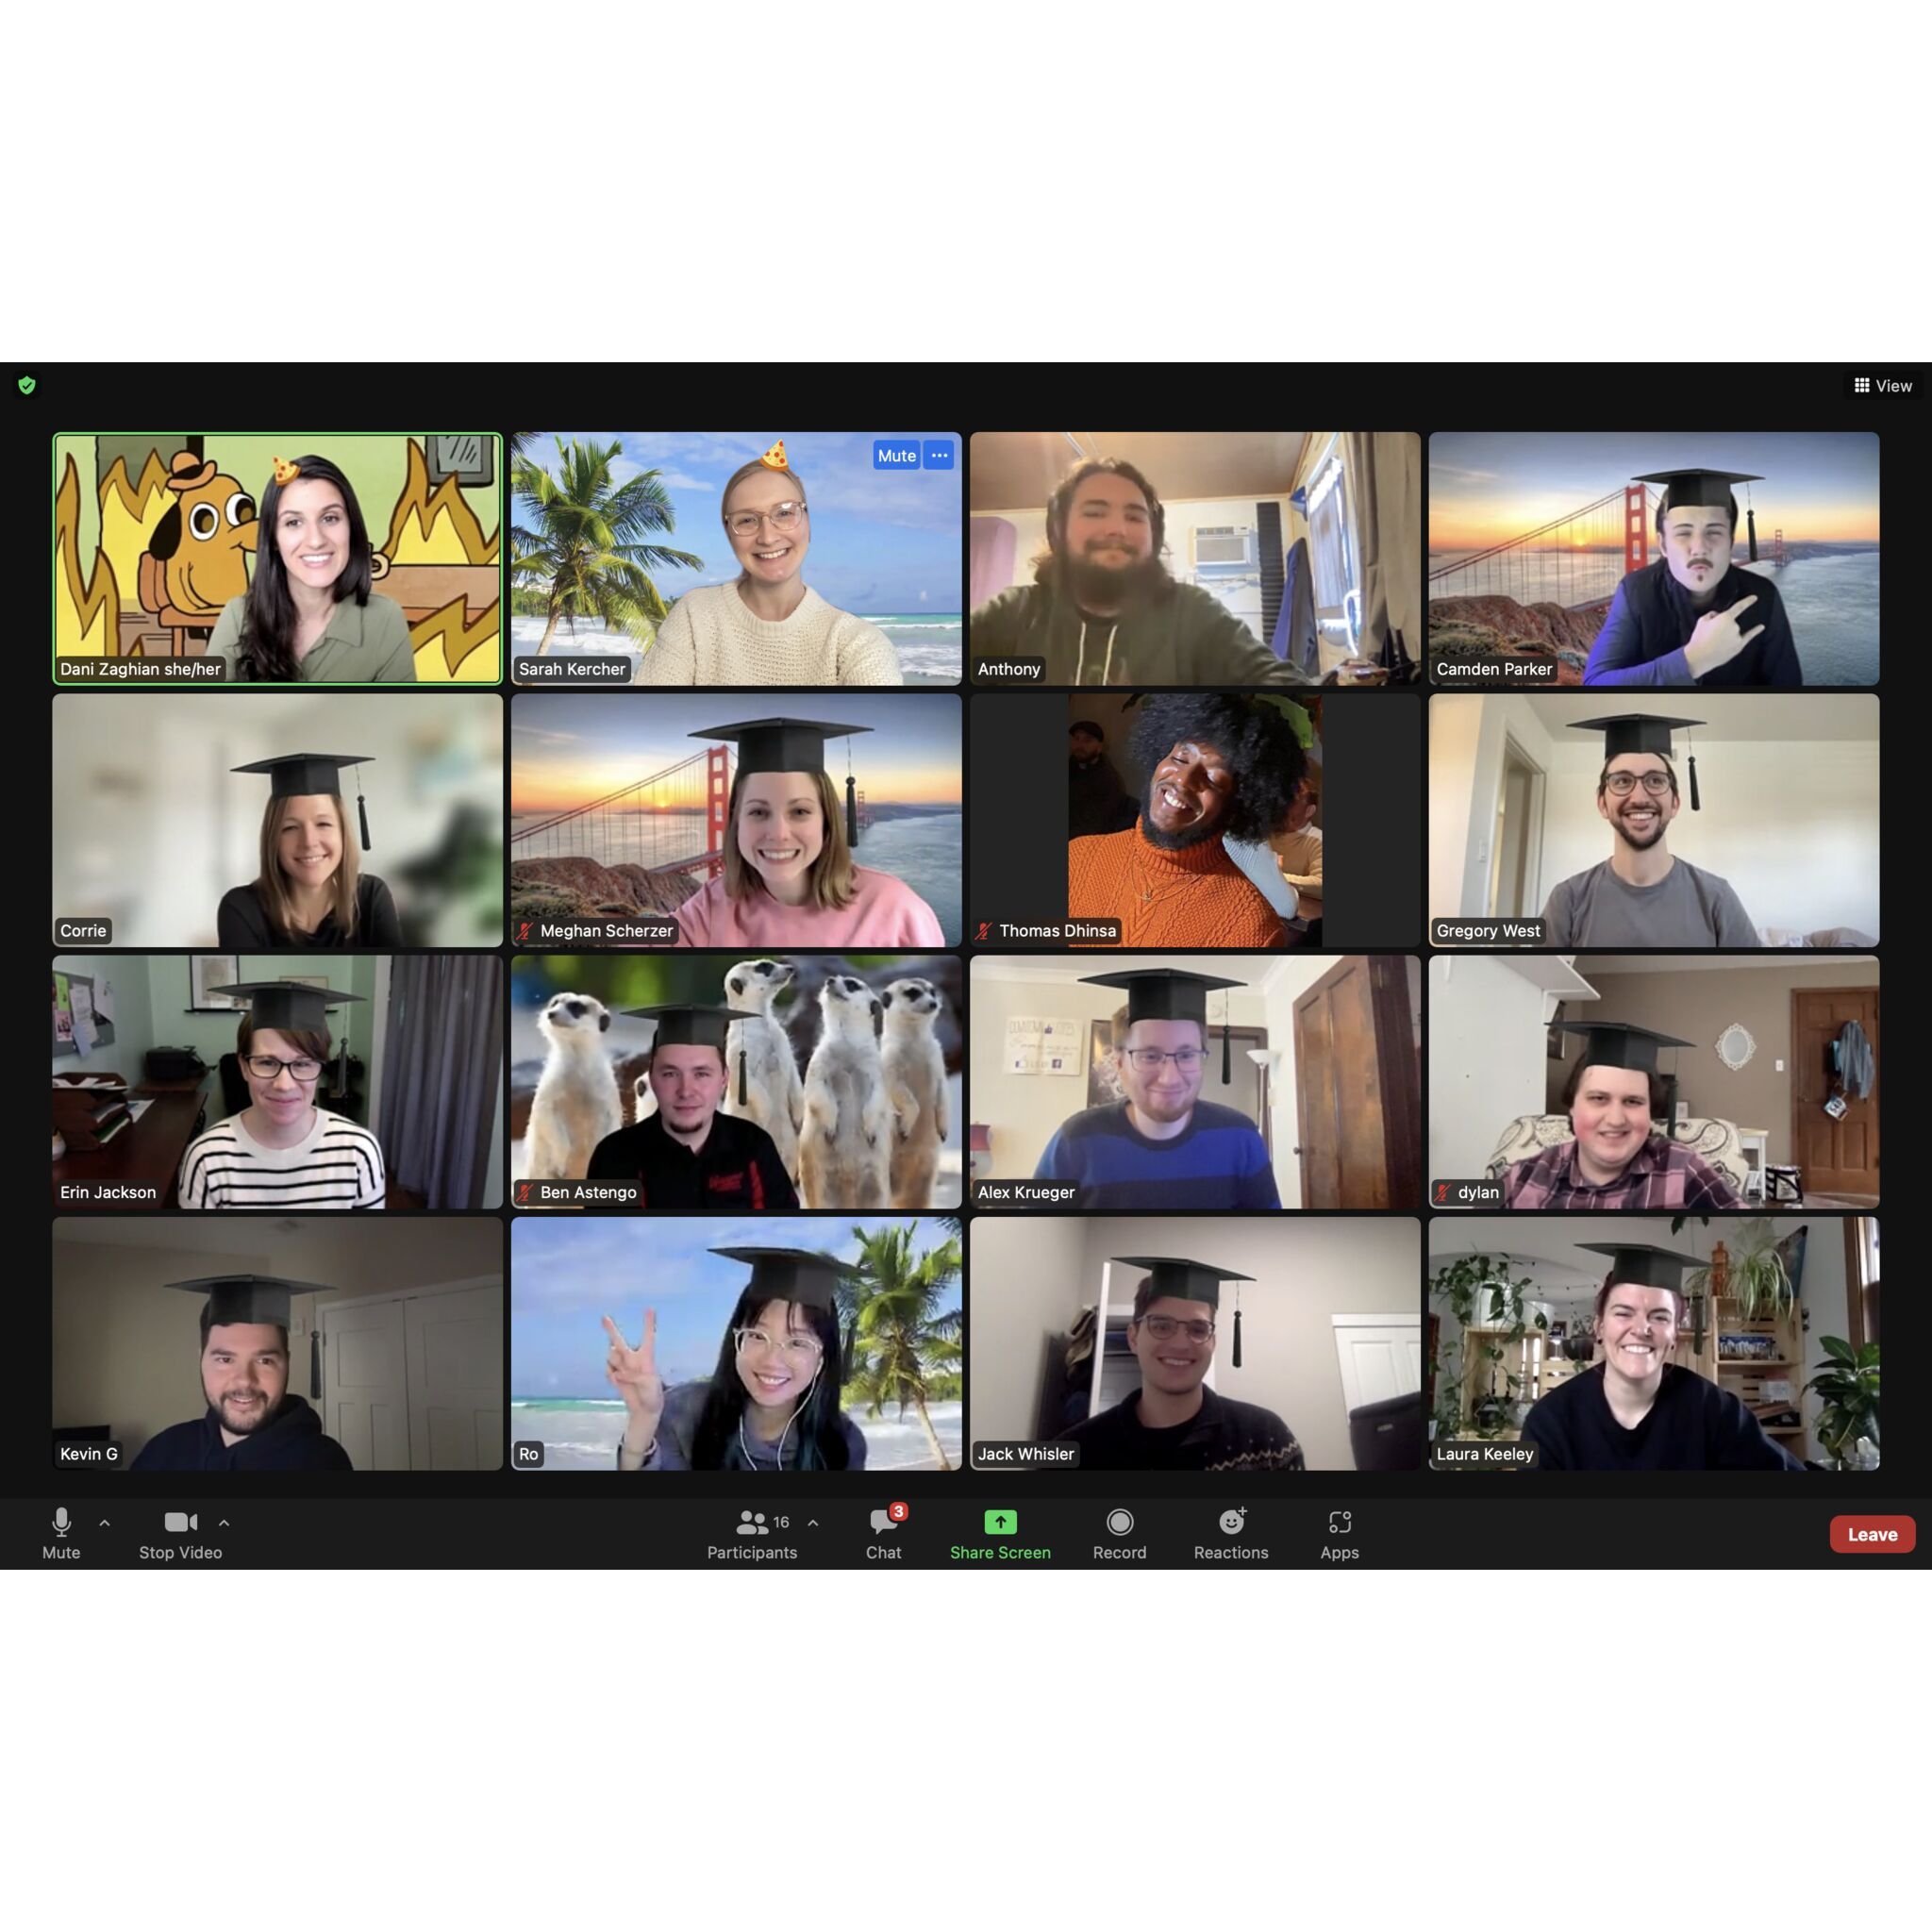 View
Mute ...
Dani Zaghian she/her
Sarah Kercher
Anthony
Camden Parker
Corrie
Meghan Scherzer
Thomas Dhinsa
Gregory West
Erin Jackson
Ben Astengo
Alex Krueger
dylan
Kevin G
Ro
Jack Whisler
Laura Keeley
Mute
Stop Video
16
Participants
3
Chat
Share Screen
Record
Reactions
Apps
Leave